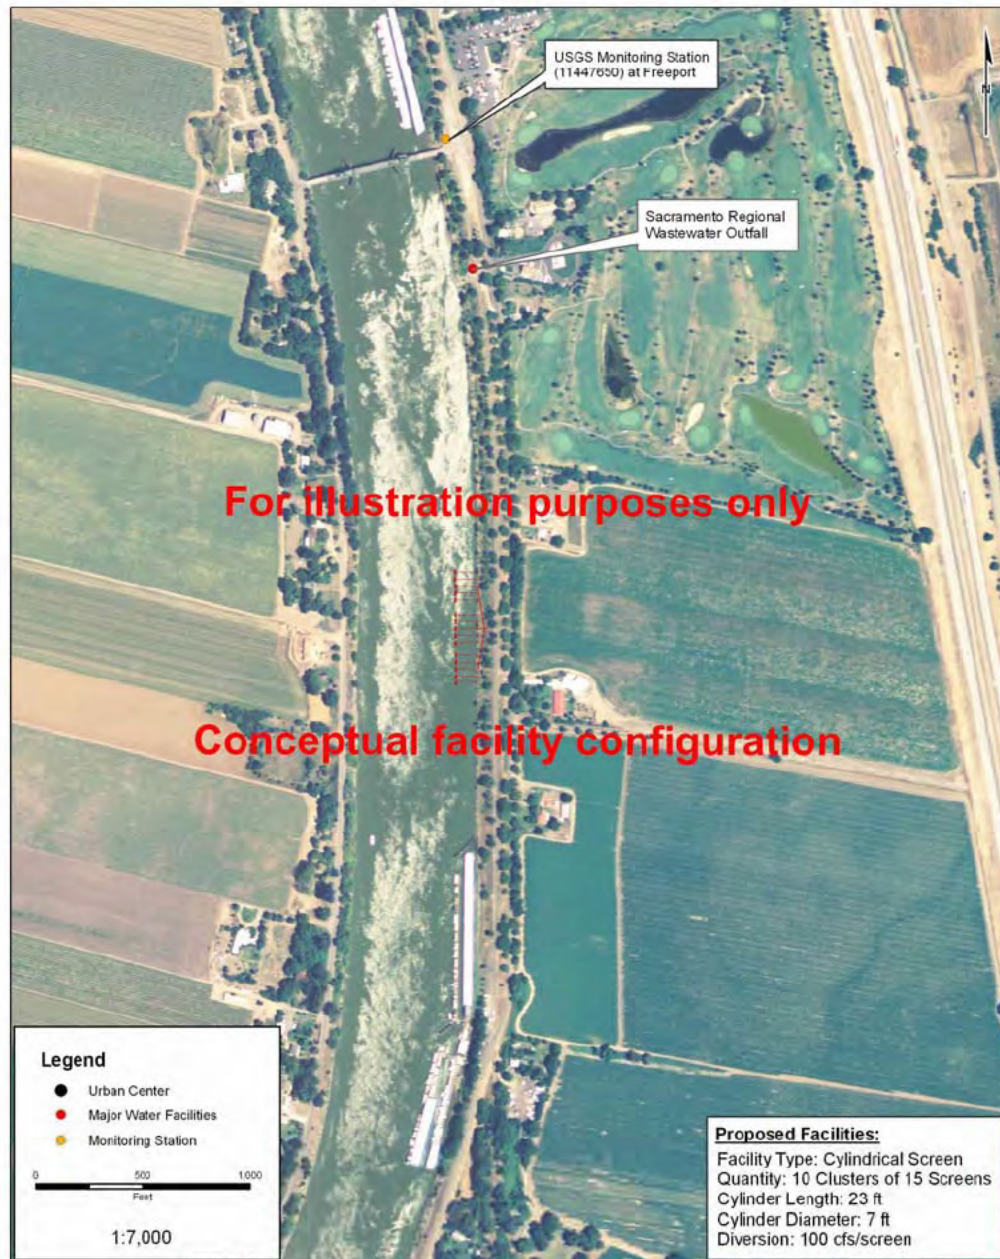 USGS Monitoring Station
(11447650) at Freeport
N
Sacramento Regional
Wastewater Outfall
For illustration purposes only
Conceptual facility configuration
Legend
Urban Center
Major Water Facilities
Monitoring Station
0 500 1,000
Feet
1:7,000
Proposed Facilities:
Facility Type: Cylindrical Screen
Quantity: 10 Clusters of 15 Screens
Cylinder Length: 23 ft
Cylinder Diameter: 7 ft
Diversion: 100 cfs/screen